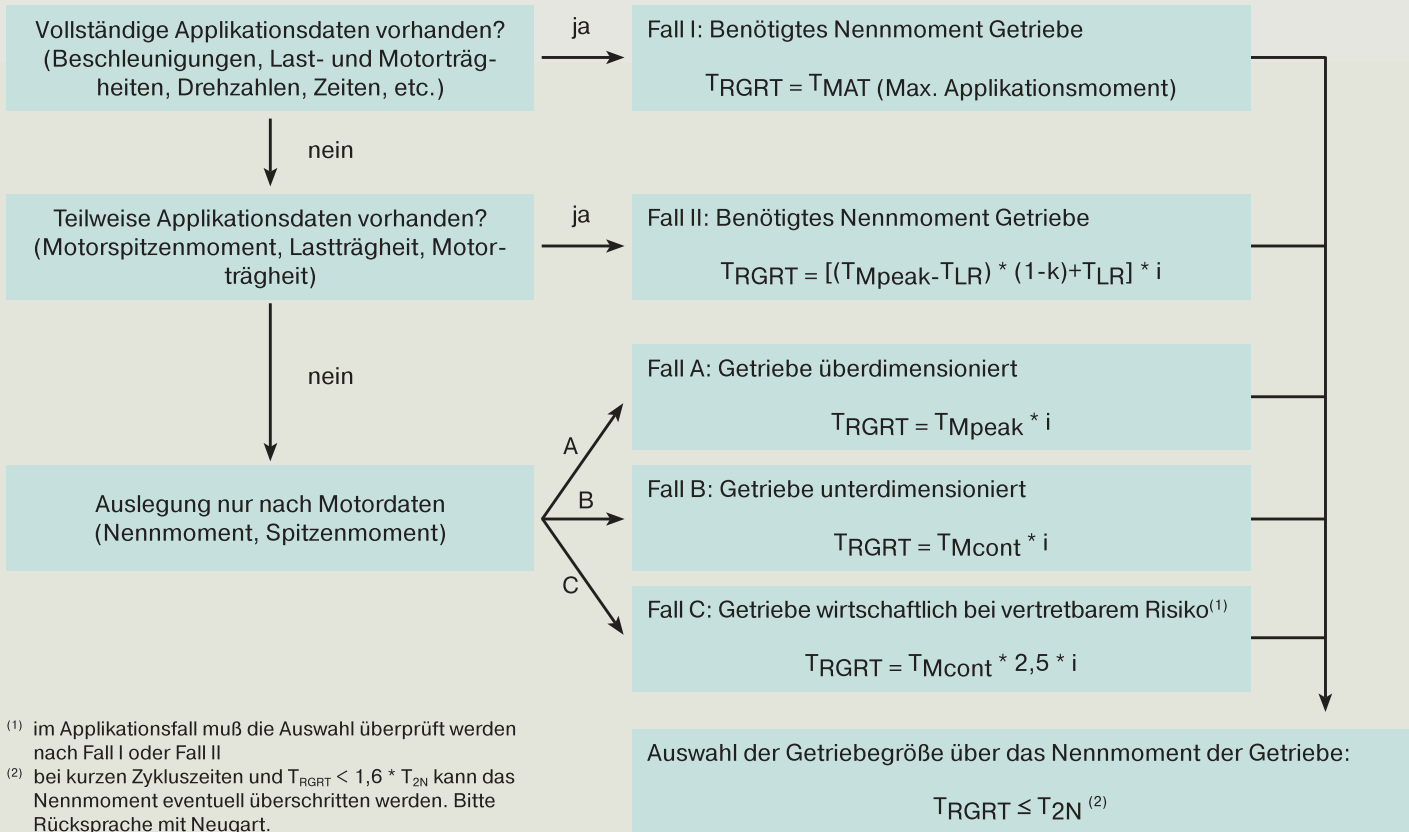 Vollständige Applikationsdaten vorhanden?
(Beschleunigungen, Last- und Motorträg-
heiten, Drehzahlen, Zeiten, etc.)
ja
Fall I: Benötigtes Nennmoment Getriebe
TRGRT = TMAT (Max. Applikationsmoment)
nein
Teilweise Applikationsdaten vorhanden?
(Motorspitzenmoment, Lastträgheit, Motor-
trägheit)
ja
Fall II: Benötigtes Nennmoment Getriebe
TRGRT = [(TMpeak-TLR) * (1-k)+TLR] * i
nein
Auslegung nur nach Motordaten
(Nennmoment, Spitzenmoment)
A
Fall A: Getriebe überdimensioniert
TRGRT = TMpeak * i
B
Fall B: Getriebe unterdimensioniert
TRGRT = TMcont * i
C
Fall C: Getriebe wirtschaftlich bei vertretbarem Risiko(1)
TRGRT = TMcont * 2,5 * i
(1) im Applikationsfall muß die Auswahl überprüft werden
nach Fall I oder Fall II
(2) bei kurzen Zykluszeiten und TRGRT < 1,6 * T2N kann das
Nennmoment eventuell überschritten werden. Bitte
Rücksprache mit Neugart.
Auswahl der Getriebegröße über das Nennmoment der Getriebe:
TRGRT ≤ T2N (2)